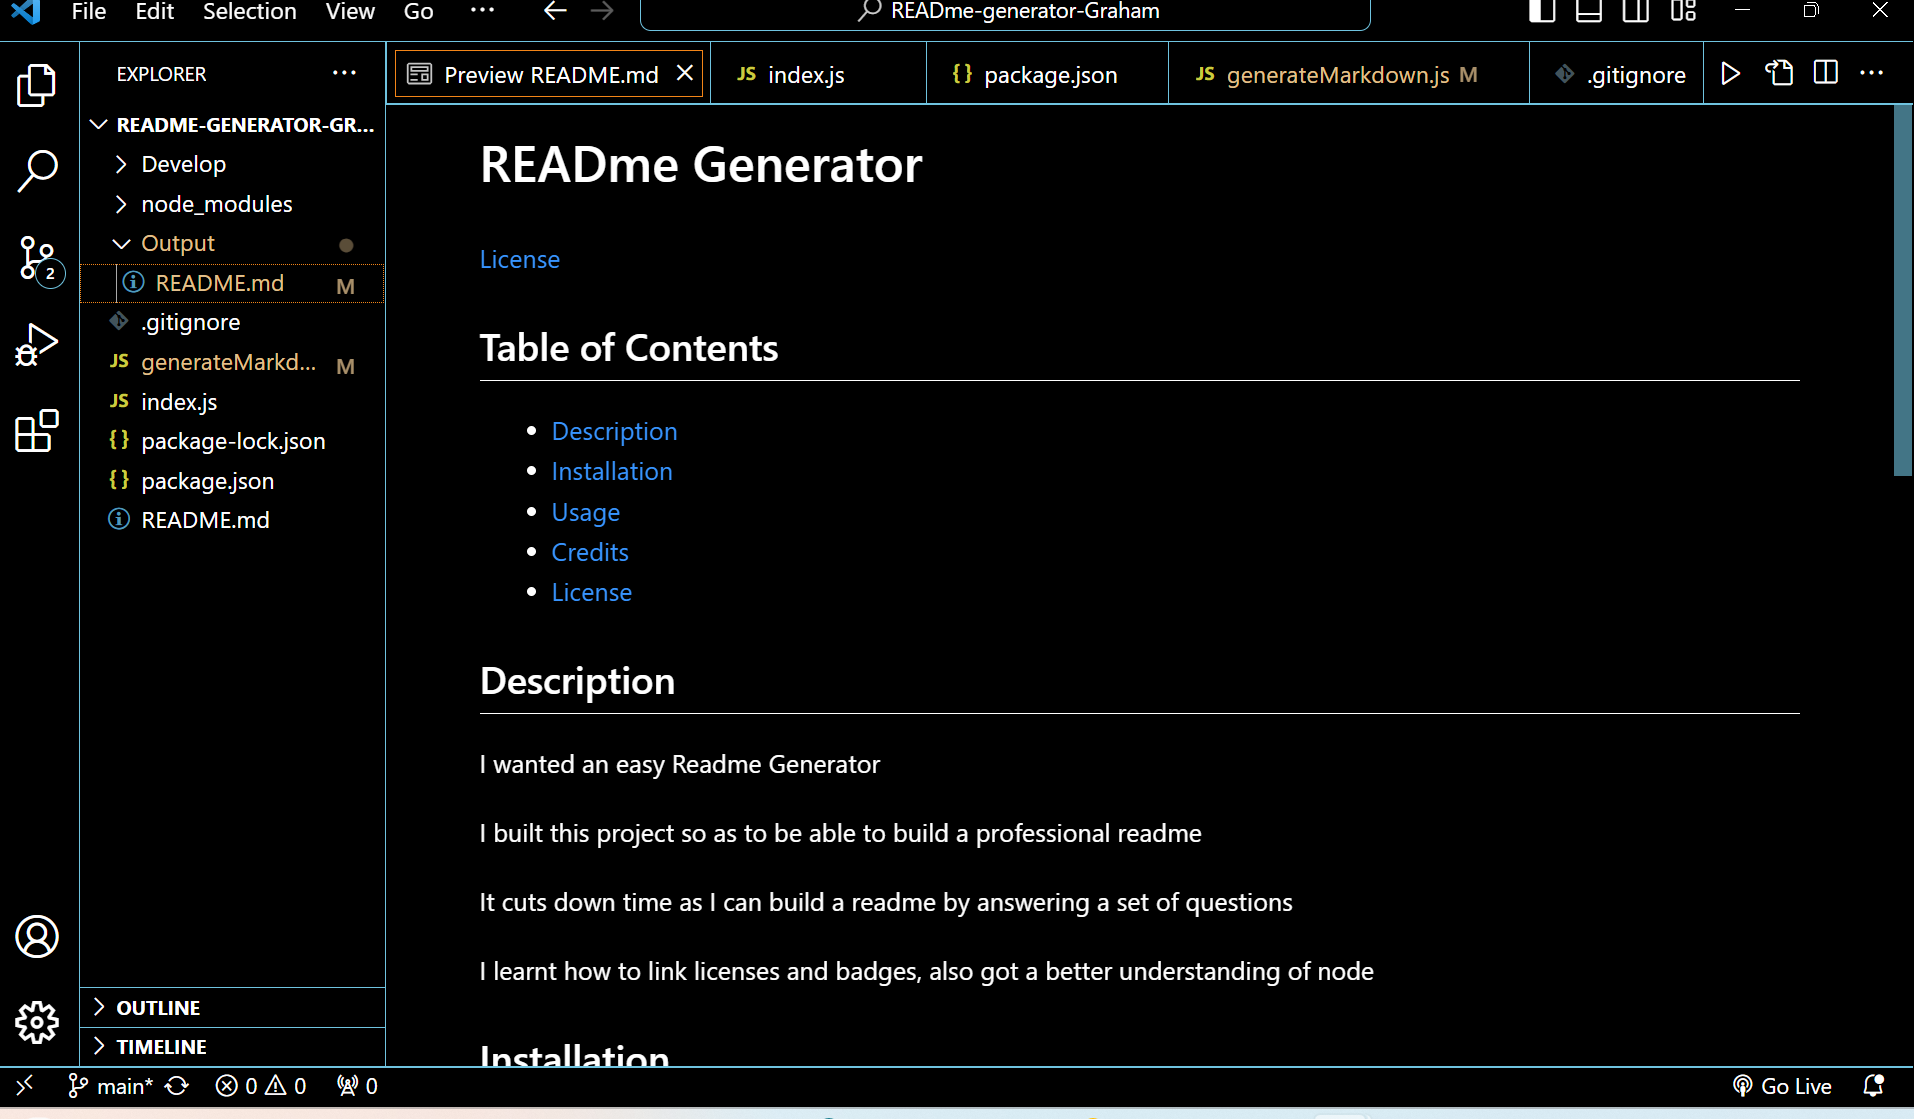 File Edit Selection View Go ··· READme-generator-Graham
EXPLORER ···
Preview README.md
JS index.js
{} package.json
JS generateMarkdown.js M
.gitignore
···
README-GENERATOR-GR...
Develop
node_modules
Output
README.md M
.gitignore
JS generateMarkd... M
JS index.js
{} package-lock.json
{} package.json
README.md
2
OUTLINE
TIMELINE
READme Generator
License
Table of Contents
Description
Installation
Usage
Credits
License
Description
I wanted an easy Readme Generator
I built this project so as to be able to build a professional readme
It cuts down time as I can build a readme by answering a set of questions
I learnt how to link licenses and badges, also got a better understanding of node
Installation
main* 0 0 0 Go Live